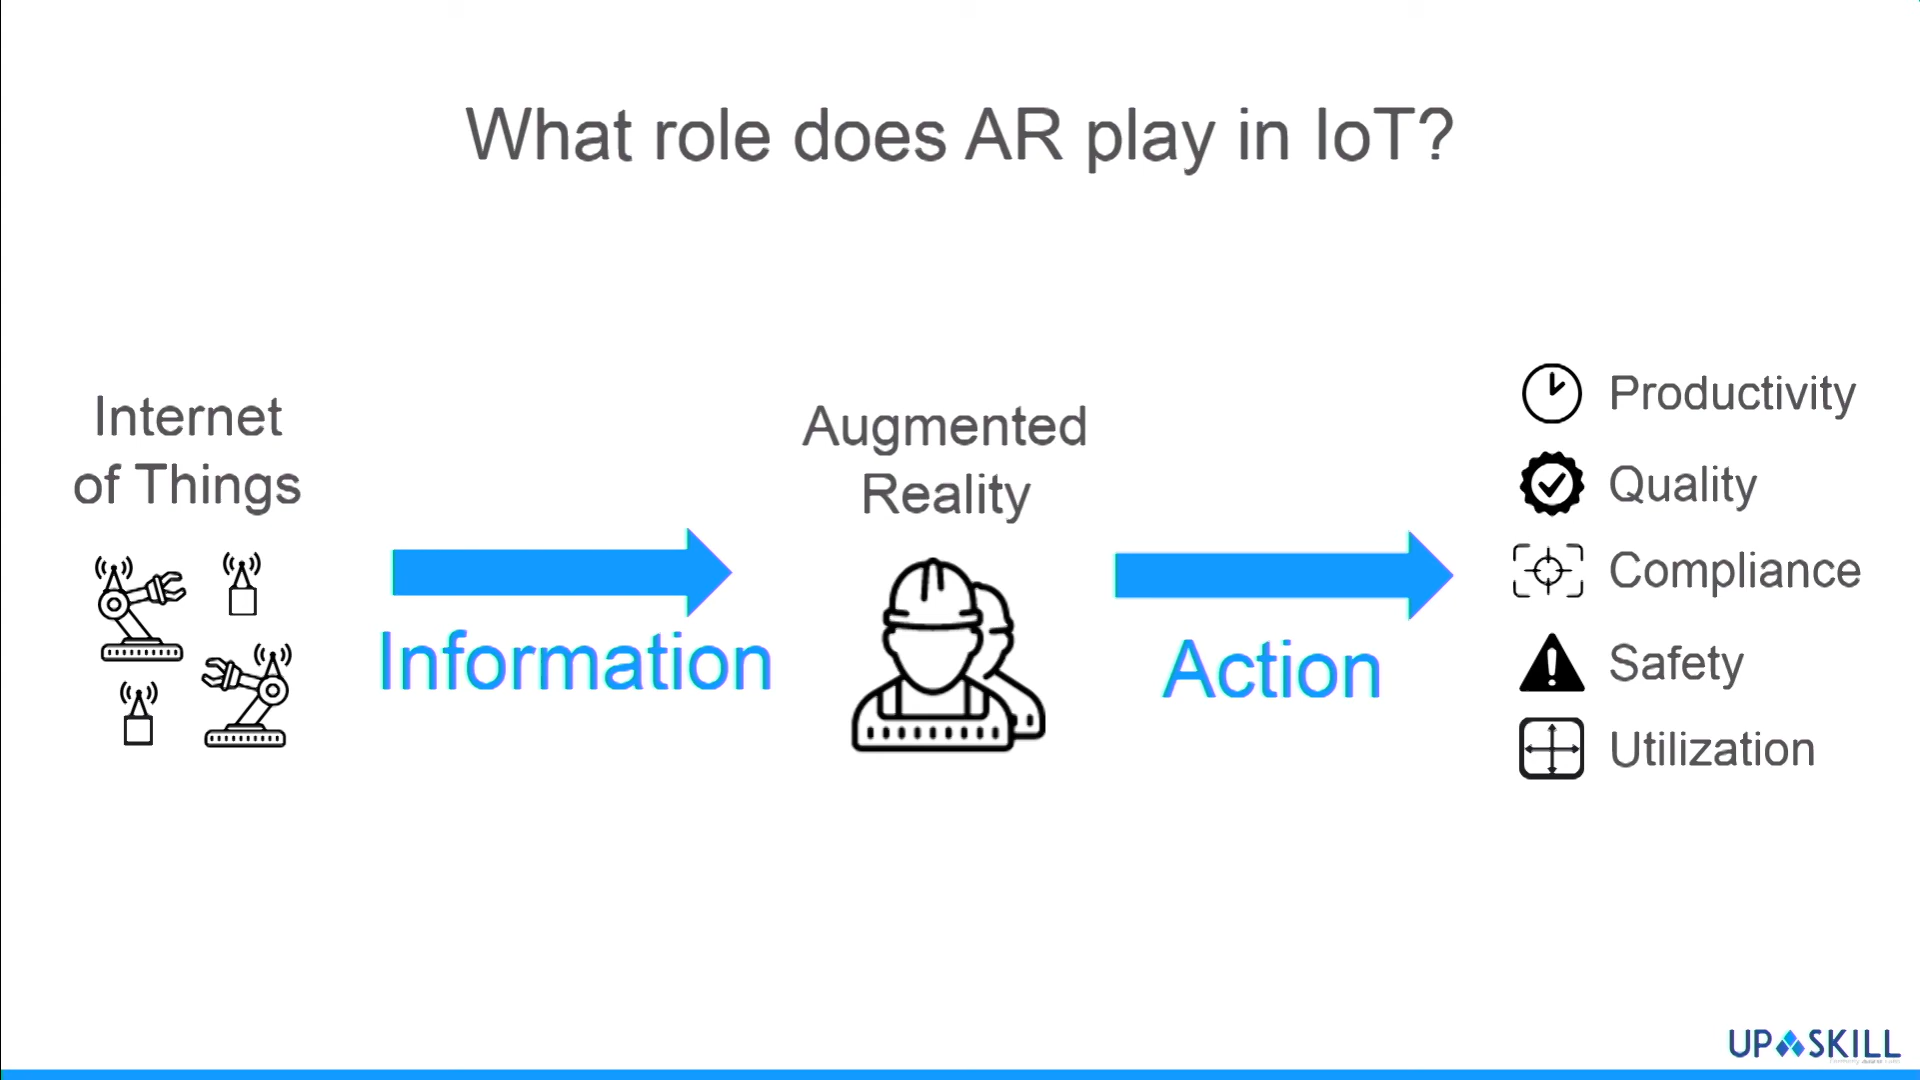 What role does AR play in IoT?
Internet
of Things
Information
Augmented
Reality
Action
Productivity
Quality
Compliance
Safety
Utilization
UPSKILL